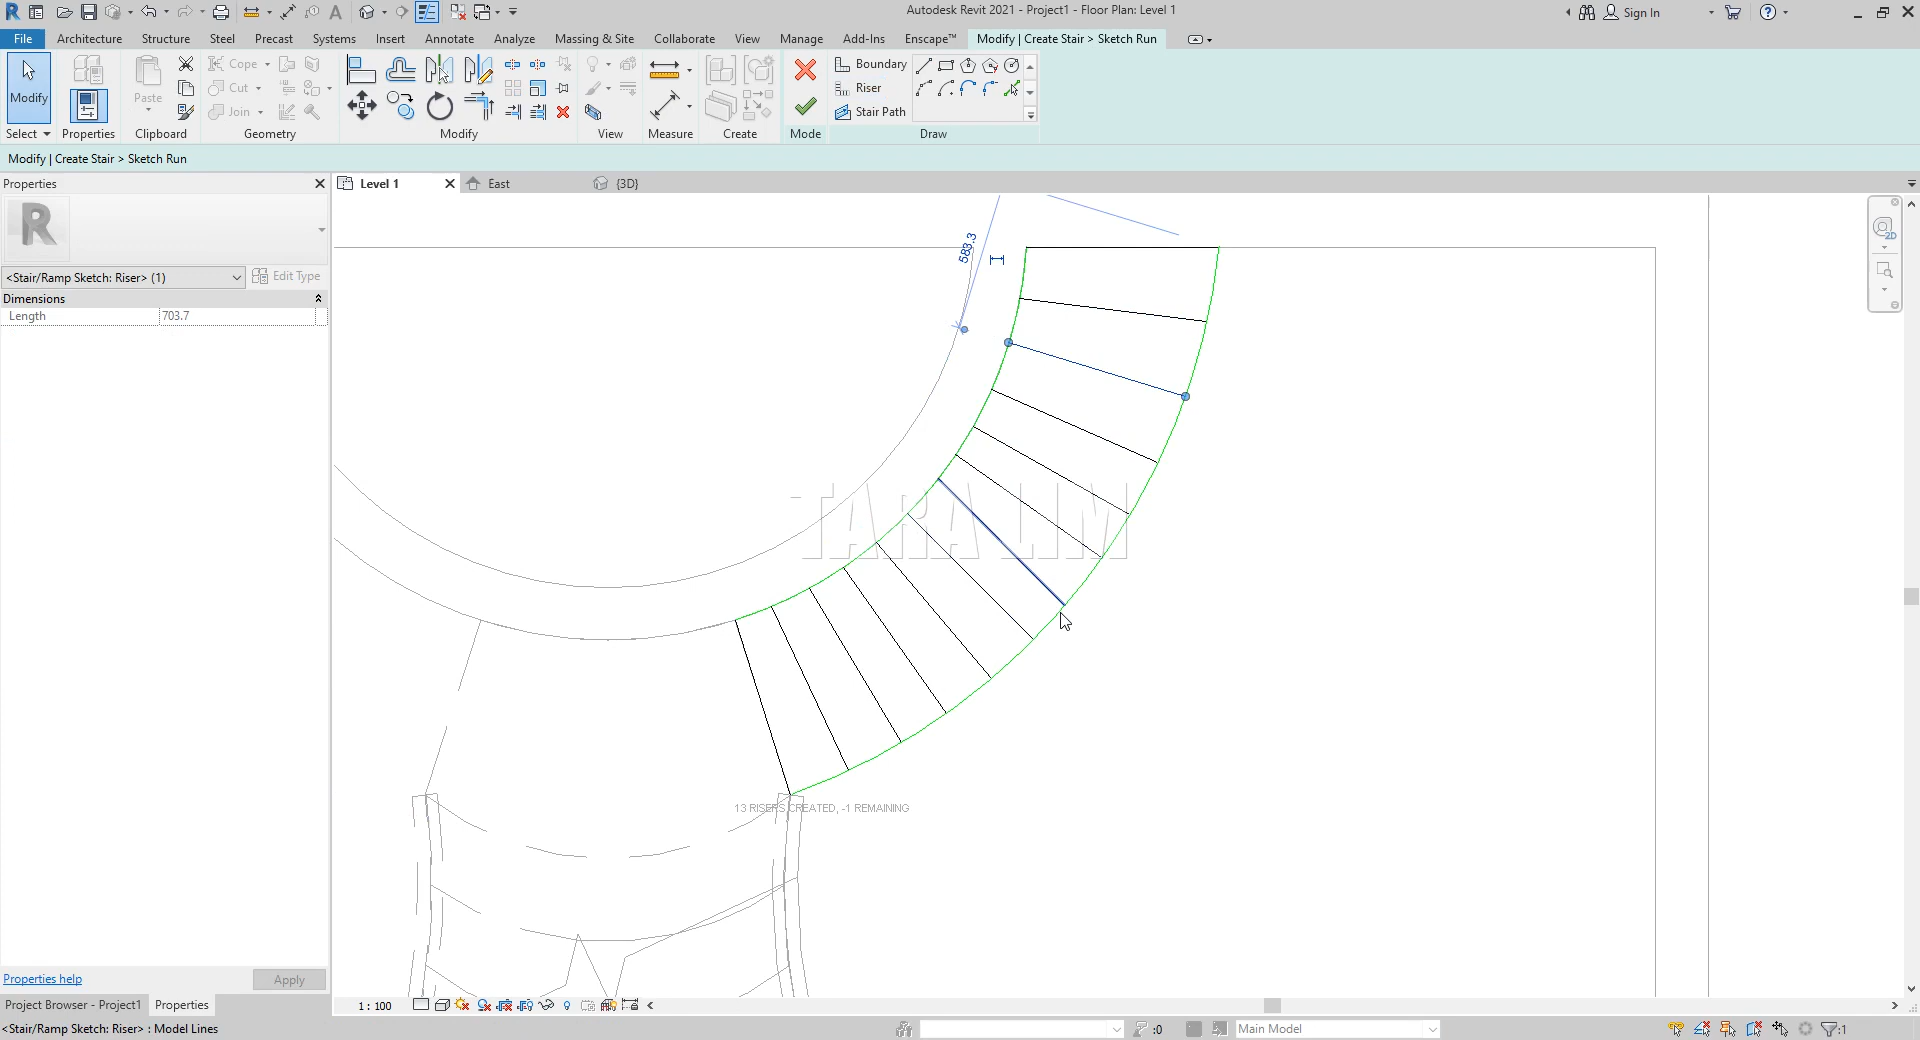 Autodesk Revit 2021 - Project1 - Floor Plan: Level 1
Sign In
File Architecture Structure Steel Precast Systems Insert Annotate Analyze Massing & Site Collaborate View Manage Add-Ins Enscape™ Modify | Create Stair > Sketch Run
Modify
Paste
Cope
Cut
Join
Boundary
Riser
Stair Path
Select Properties Clipboard Geometry Modify View Measure Create Mode Draw
Modify | Create Stair > Sketch Run
Properties
Level 1
East
{3D}
R
<Stair/Ramp Sketch: Riser> (1)
Edit Type
Dimensions
Length 703.7
583.3
2D
TARA LIM
13 RISERS CREATED, -1 REMAINING
Properties help
Apply
Project Browser - Project1
Properties
1 : 100
<Stair/Ramp Sketch: Riser> : Model Lines
:0
Main Model
:1